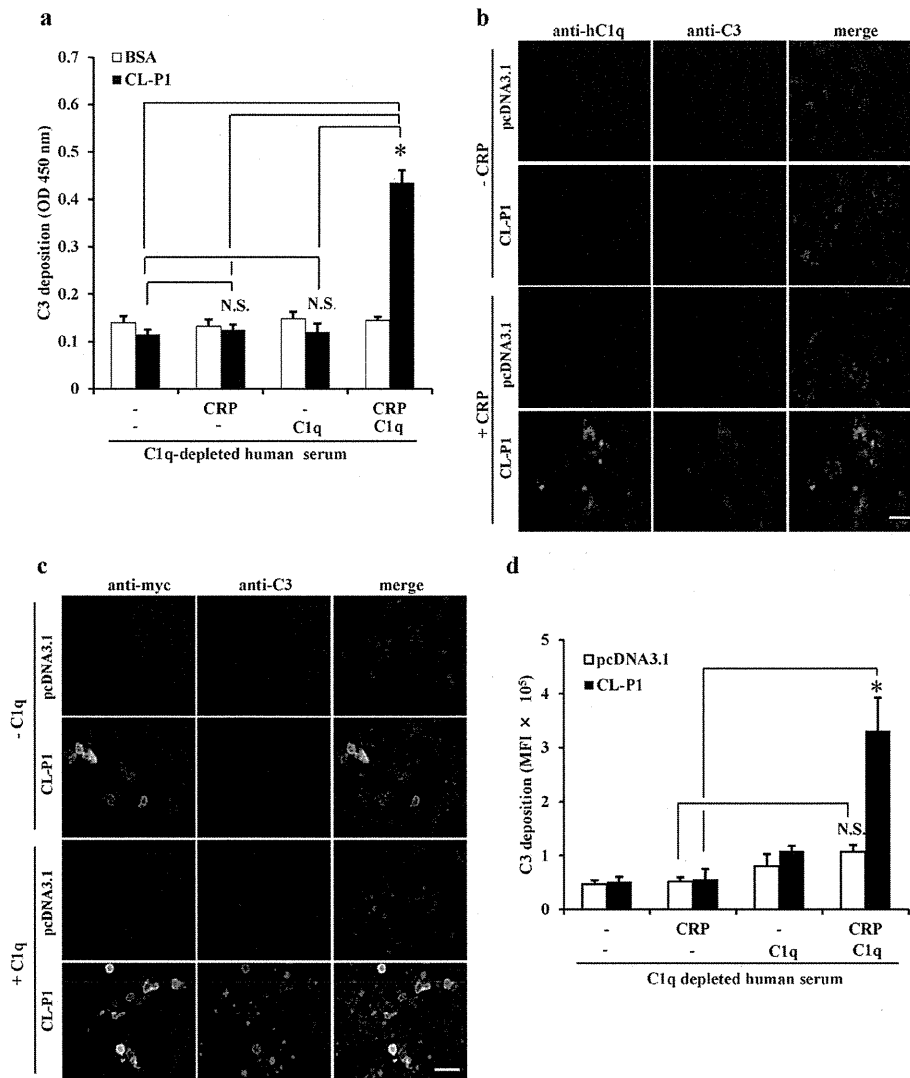 a
BSA
CL-P1
C3 deposition (OD 450 nm)
0.7
0.6
0.5
0.4
0.3
0.2
0.1
0
N.S.
N.S.
*
- CRP - CRP
- - C1q C1q
C1q-depleted human serum
b
anti-hC1q anti-C3 merge
- CRP
pcDNA3.1
CL-P1
+ CRP
pcDNA3.1
CL-P1
c
anti-myc anti-C3 merge
- C1q
pcDNA3.1
CL-P1
+ C1q
pcDNA3.1
CL-P1
d
pcDNA3.1
CL-P1
C3 deposition (MFI × 10⁵)
5
4
3
2
1
0
N.S.
*
- CRP - CRP
- - C1q C1q
C1q depleted human serum